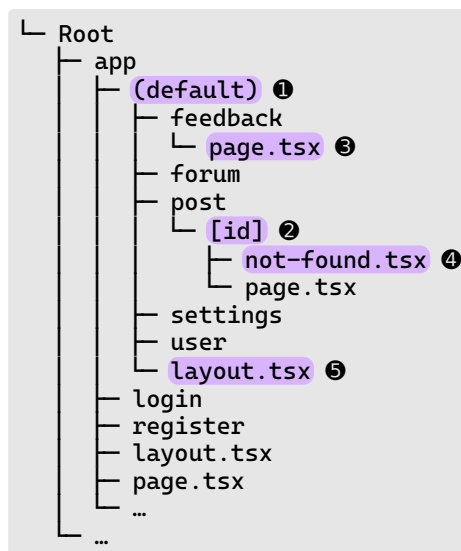 Root
app
(default) ❶
feedback
page.tsx ❸
forum
post
[id] ❷
not-found.tsx ❹
page.tsx
settings
user
layout.tsx ❺
login
register
layout.tsx
page.tsx
…
…